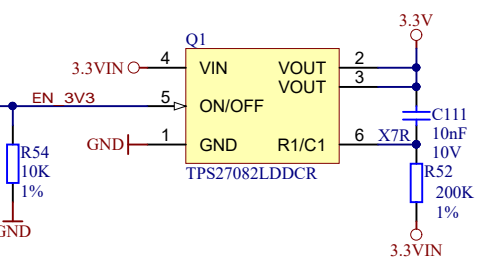 3.3V
Q1
3.3VIN 4 VIN VOUT 2
VOUT 3
EN_3V3 5 ON/OFF
C111
10nF
10V
GND 1 GND R1/C1 6 X7R
R54
10K
1%
TPS27082LDDCR
R52
200K
1%
GND
3.3VIN